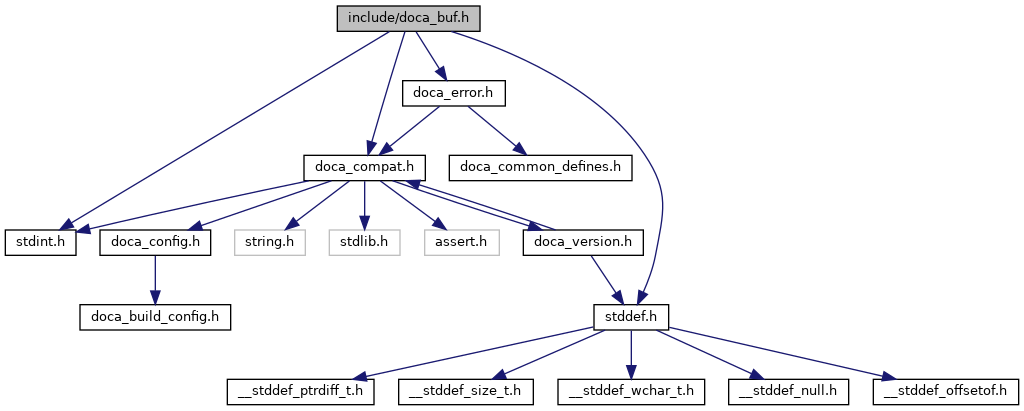 include/doca_buf.h
doca_error.h
doca_compat.h
doca_common_defines.h
stdint.h
doca_config.h
string.h
stdlib.h
assert.h
doca_version.h
doca_build_config.h
stddef.h
__stddef_ptrdiff_t.h
__stddef_size_t.h
__stddef_wchar_t.h
__stddef_null.h
__stddef_offsetof.h